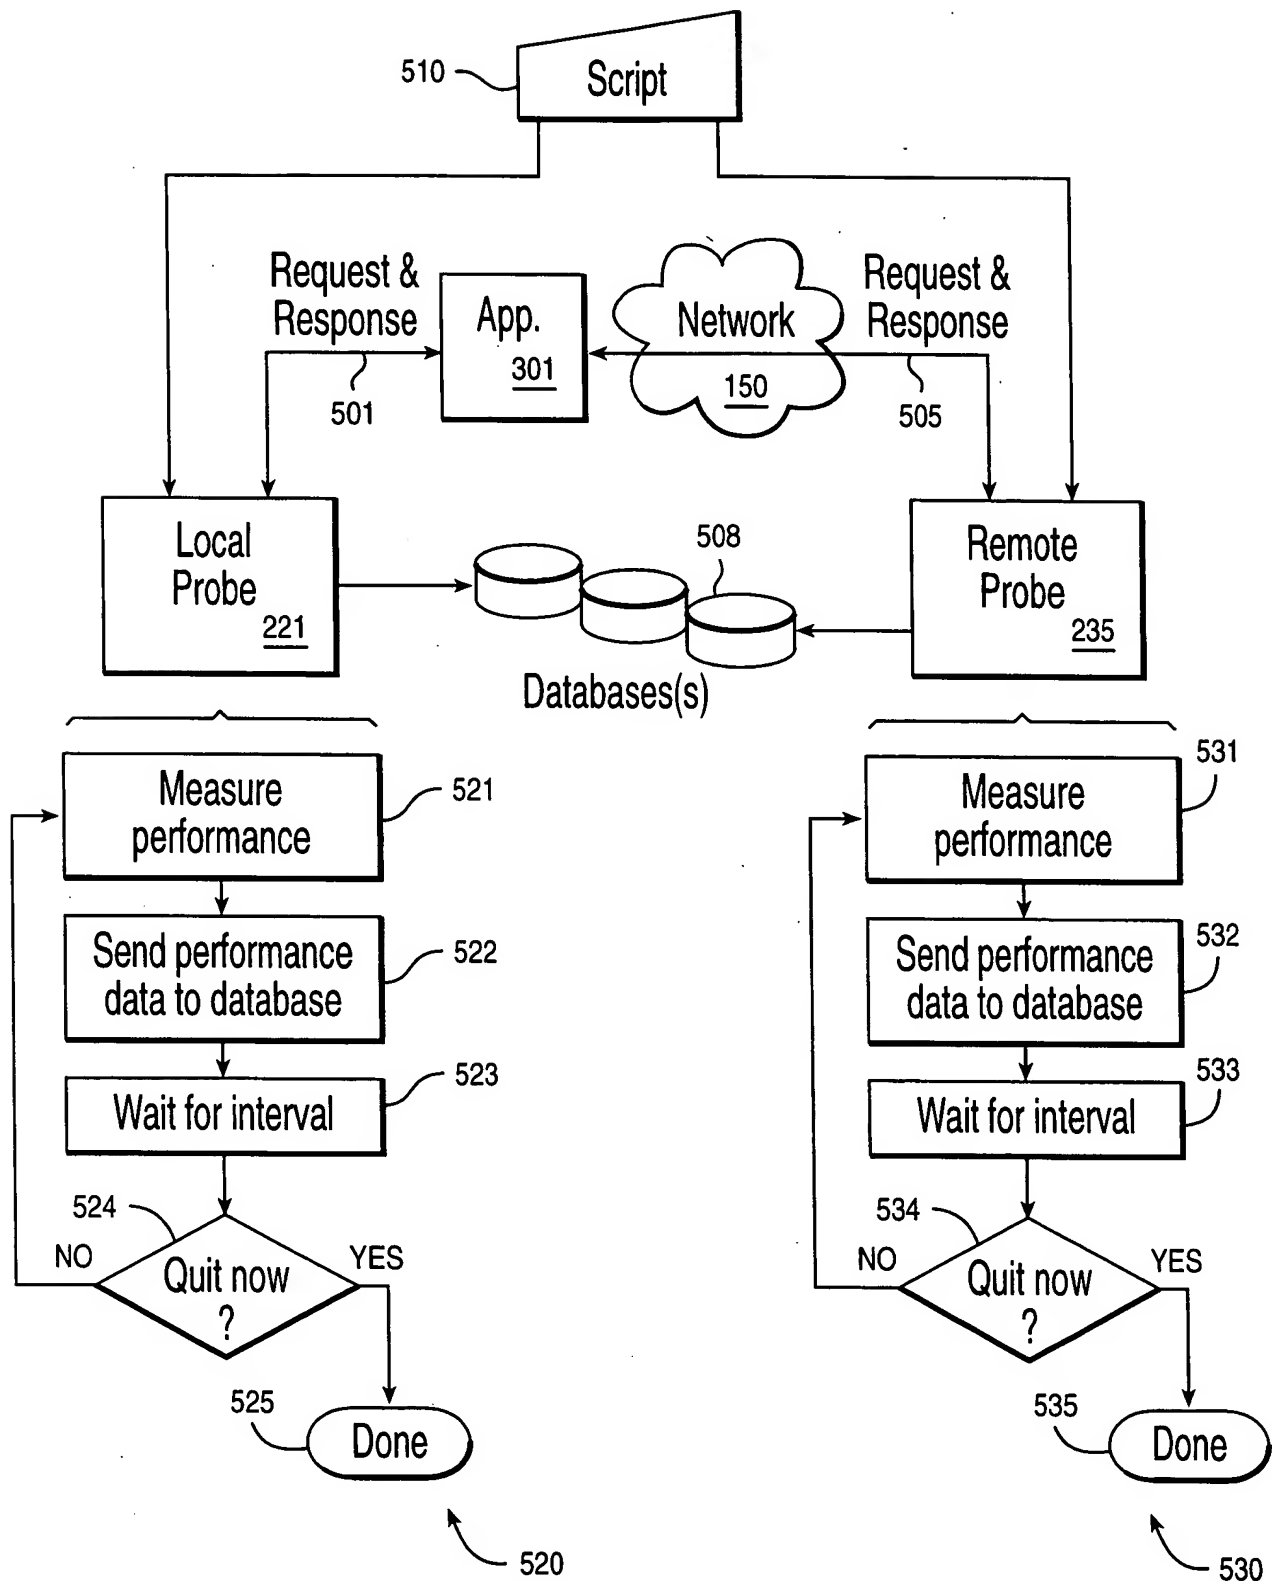 510
Script
Request &
Response
501
App.
301
Network
150
Request &
Response
505
Local
Probe
221
508
Databases(s)
Remote
Probe
235
Measure
performance
521
Send performance
data to database
522
Wait for interval
523
524
NO
YES
Quit now
?
525
Done
520
Measure
performance
531
Send performance
data to database
532
Wait for interval
533
534
NO
YES
Quit now
?
535
Done
530